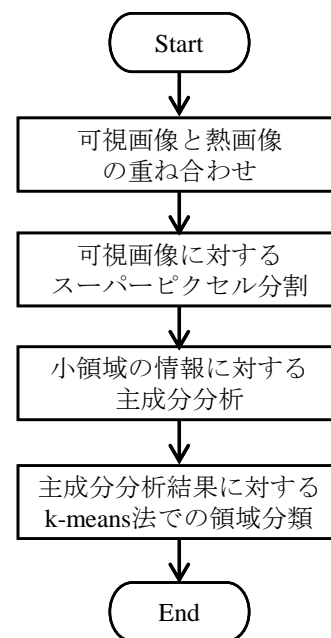 Start
可視画像と熱画像
の重ね合わせ
可視画像に対する
スーパーピクセル分割
小領域の情報に対する
主成分分析
主成分分析結果に対する
k-means法での領域分類
End